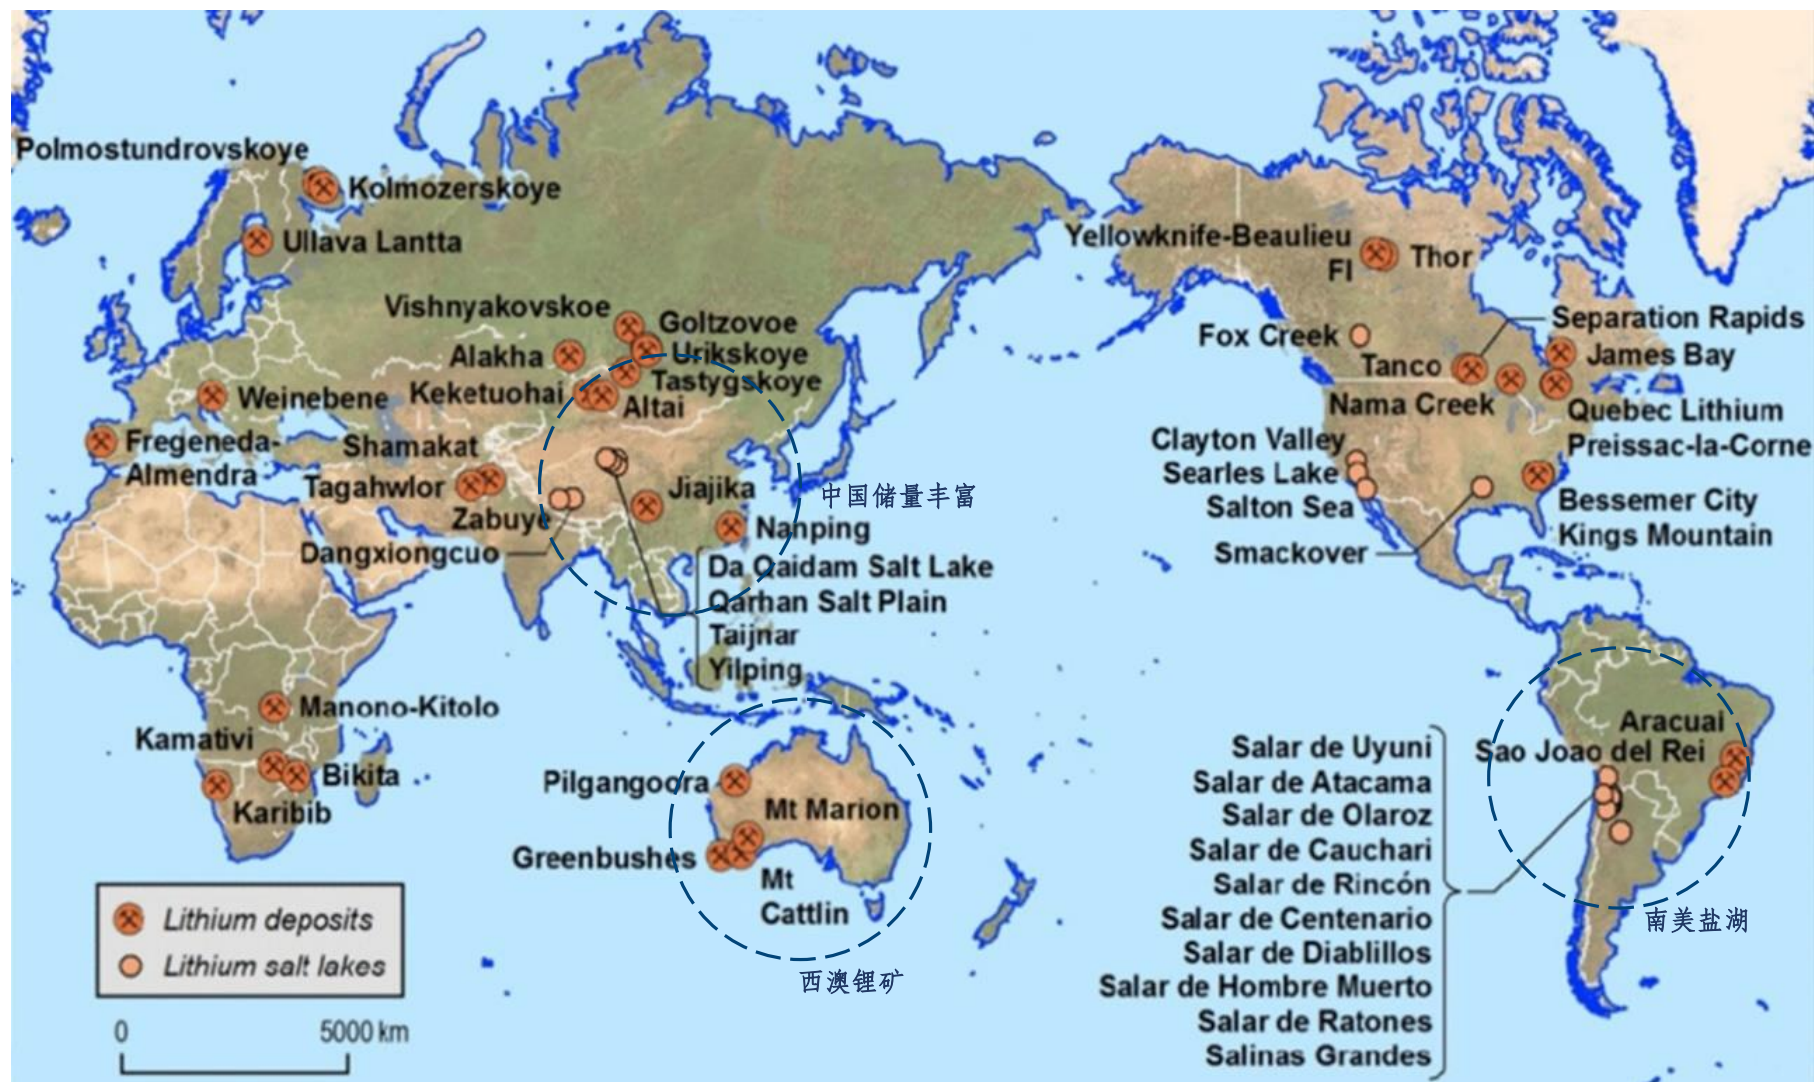 Polmostundrovskoye
Kolmozerskoye
Ullava Lantta
Vishnyakovskoe
Goltzovoe
Alakha
Urikskoye
Tastygskoye
Keketuohai
Altai
Weinebene
Fregeneda-
Almendra
Shamakat
Tagahwlor
Zabuye
Dangxiongcuo
Jiajika
Nanping
中国储量丰富
Da Qaidam Salt Lake
Qarhan Salt Plain
Taijnar
Yilping
Manono-Kitolo
Kamativi
Bikita
Karibib
Pilgangoora
Mt Marion
Greenbushes
Mt
Cattlin
西澳锂矿
Yellowknife-Beaulieu
FI
Thor
Fox Creek
Separation Rapids
Tanco
James Bay
Nama Creek
Quebec Lithium
Preissac-la-Corne
Clayton Valley
Searles Lake
Salton Sea
Smackover
Bessemer City
Kings Mountain
Aracuai
Sao Joao del Rei
Salar de Uyuni
Salar de Atacama
Salar de Olaroz
Salar de Cauchari
Salar de Rincón
Salar de Centenario
Salar de Diablillos
Salar de Hombre Muerto
Salar de Ratones
Salinas Grandes
南美盐湖
Lithium deposits
Lithium salt lakes
0 5000 km